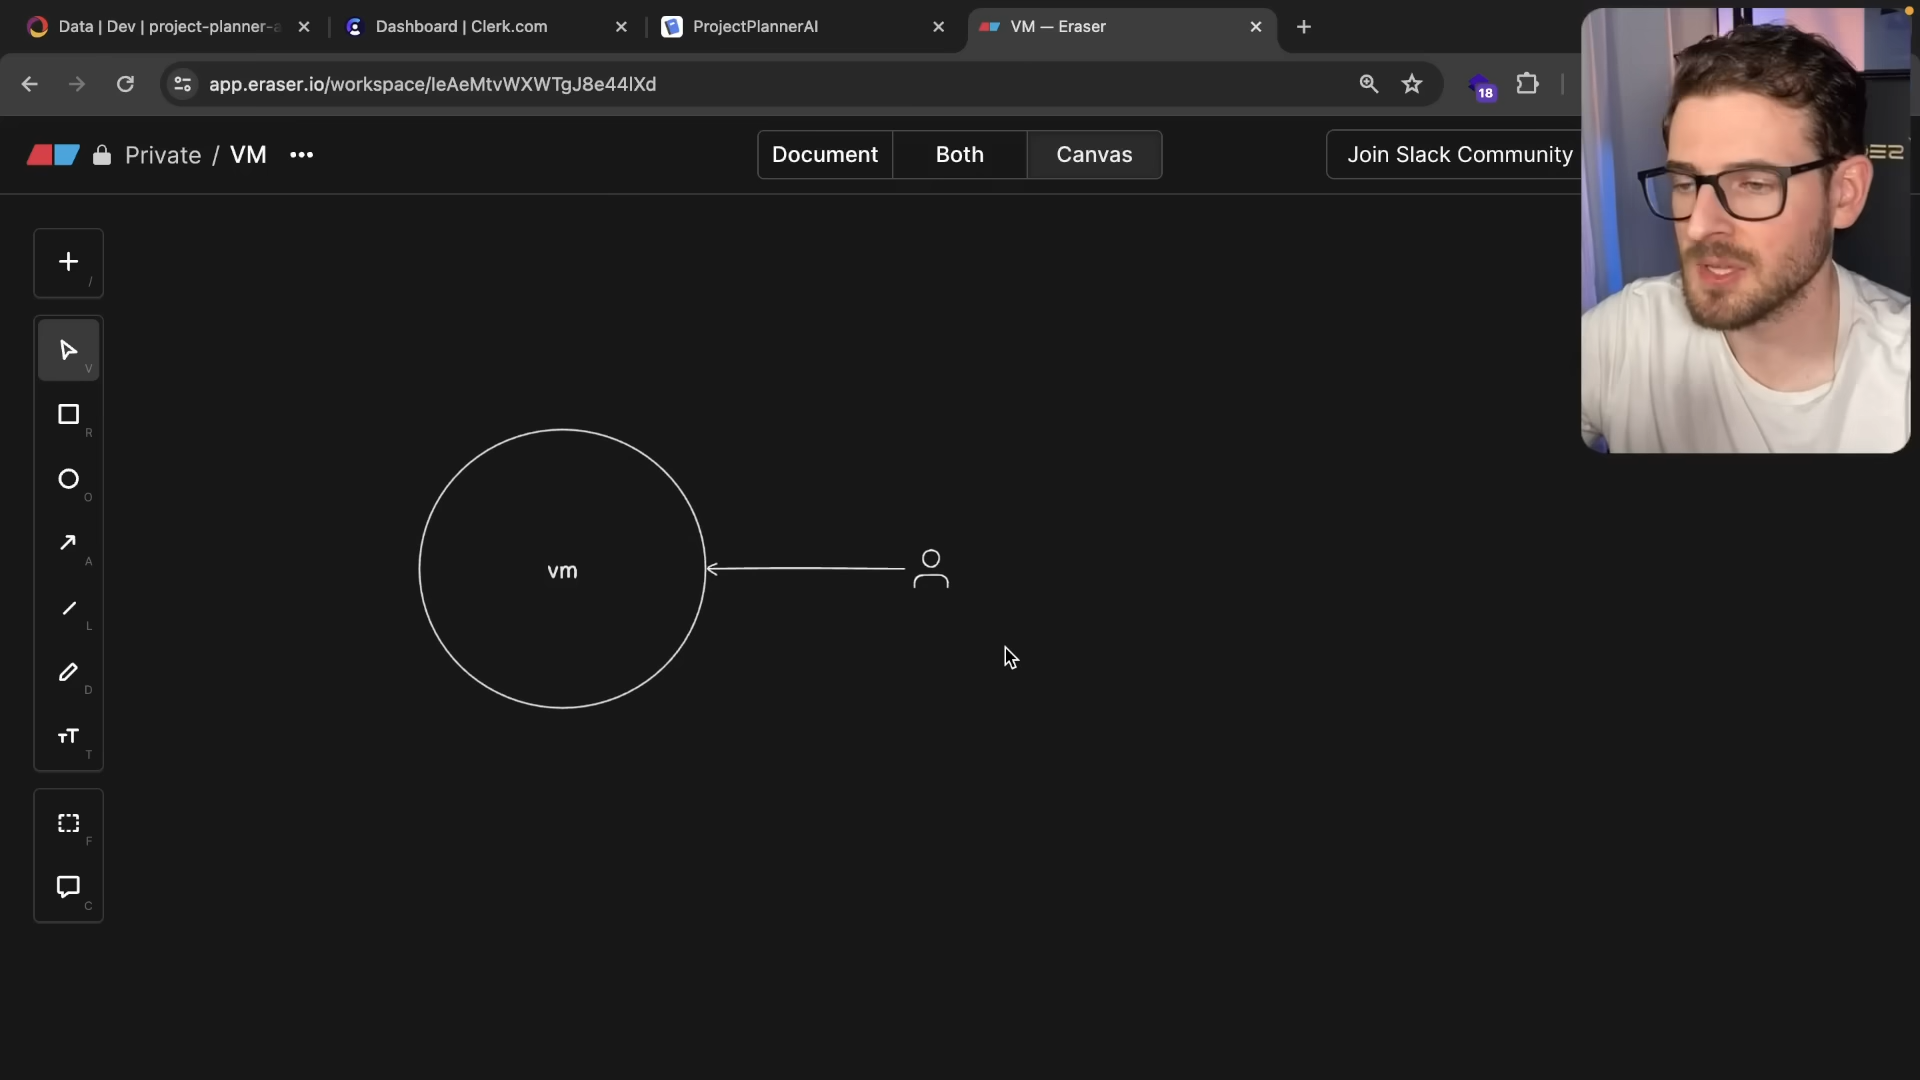 Data | Dev | project-planner-a
Dashboard | Clerk.com
ProjectPlannerAI
VM — Eraser
app.eraser.io/workspace/IeAeMtvWXWTgJ8e44lXd
18
Private / VM
Document
Both
Canvas
Join Slack Community
/
V
R
O
A
L
D
T
F
C
vm